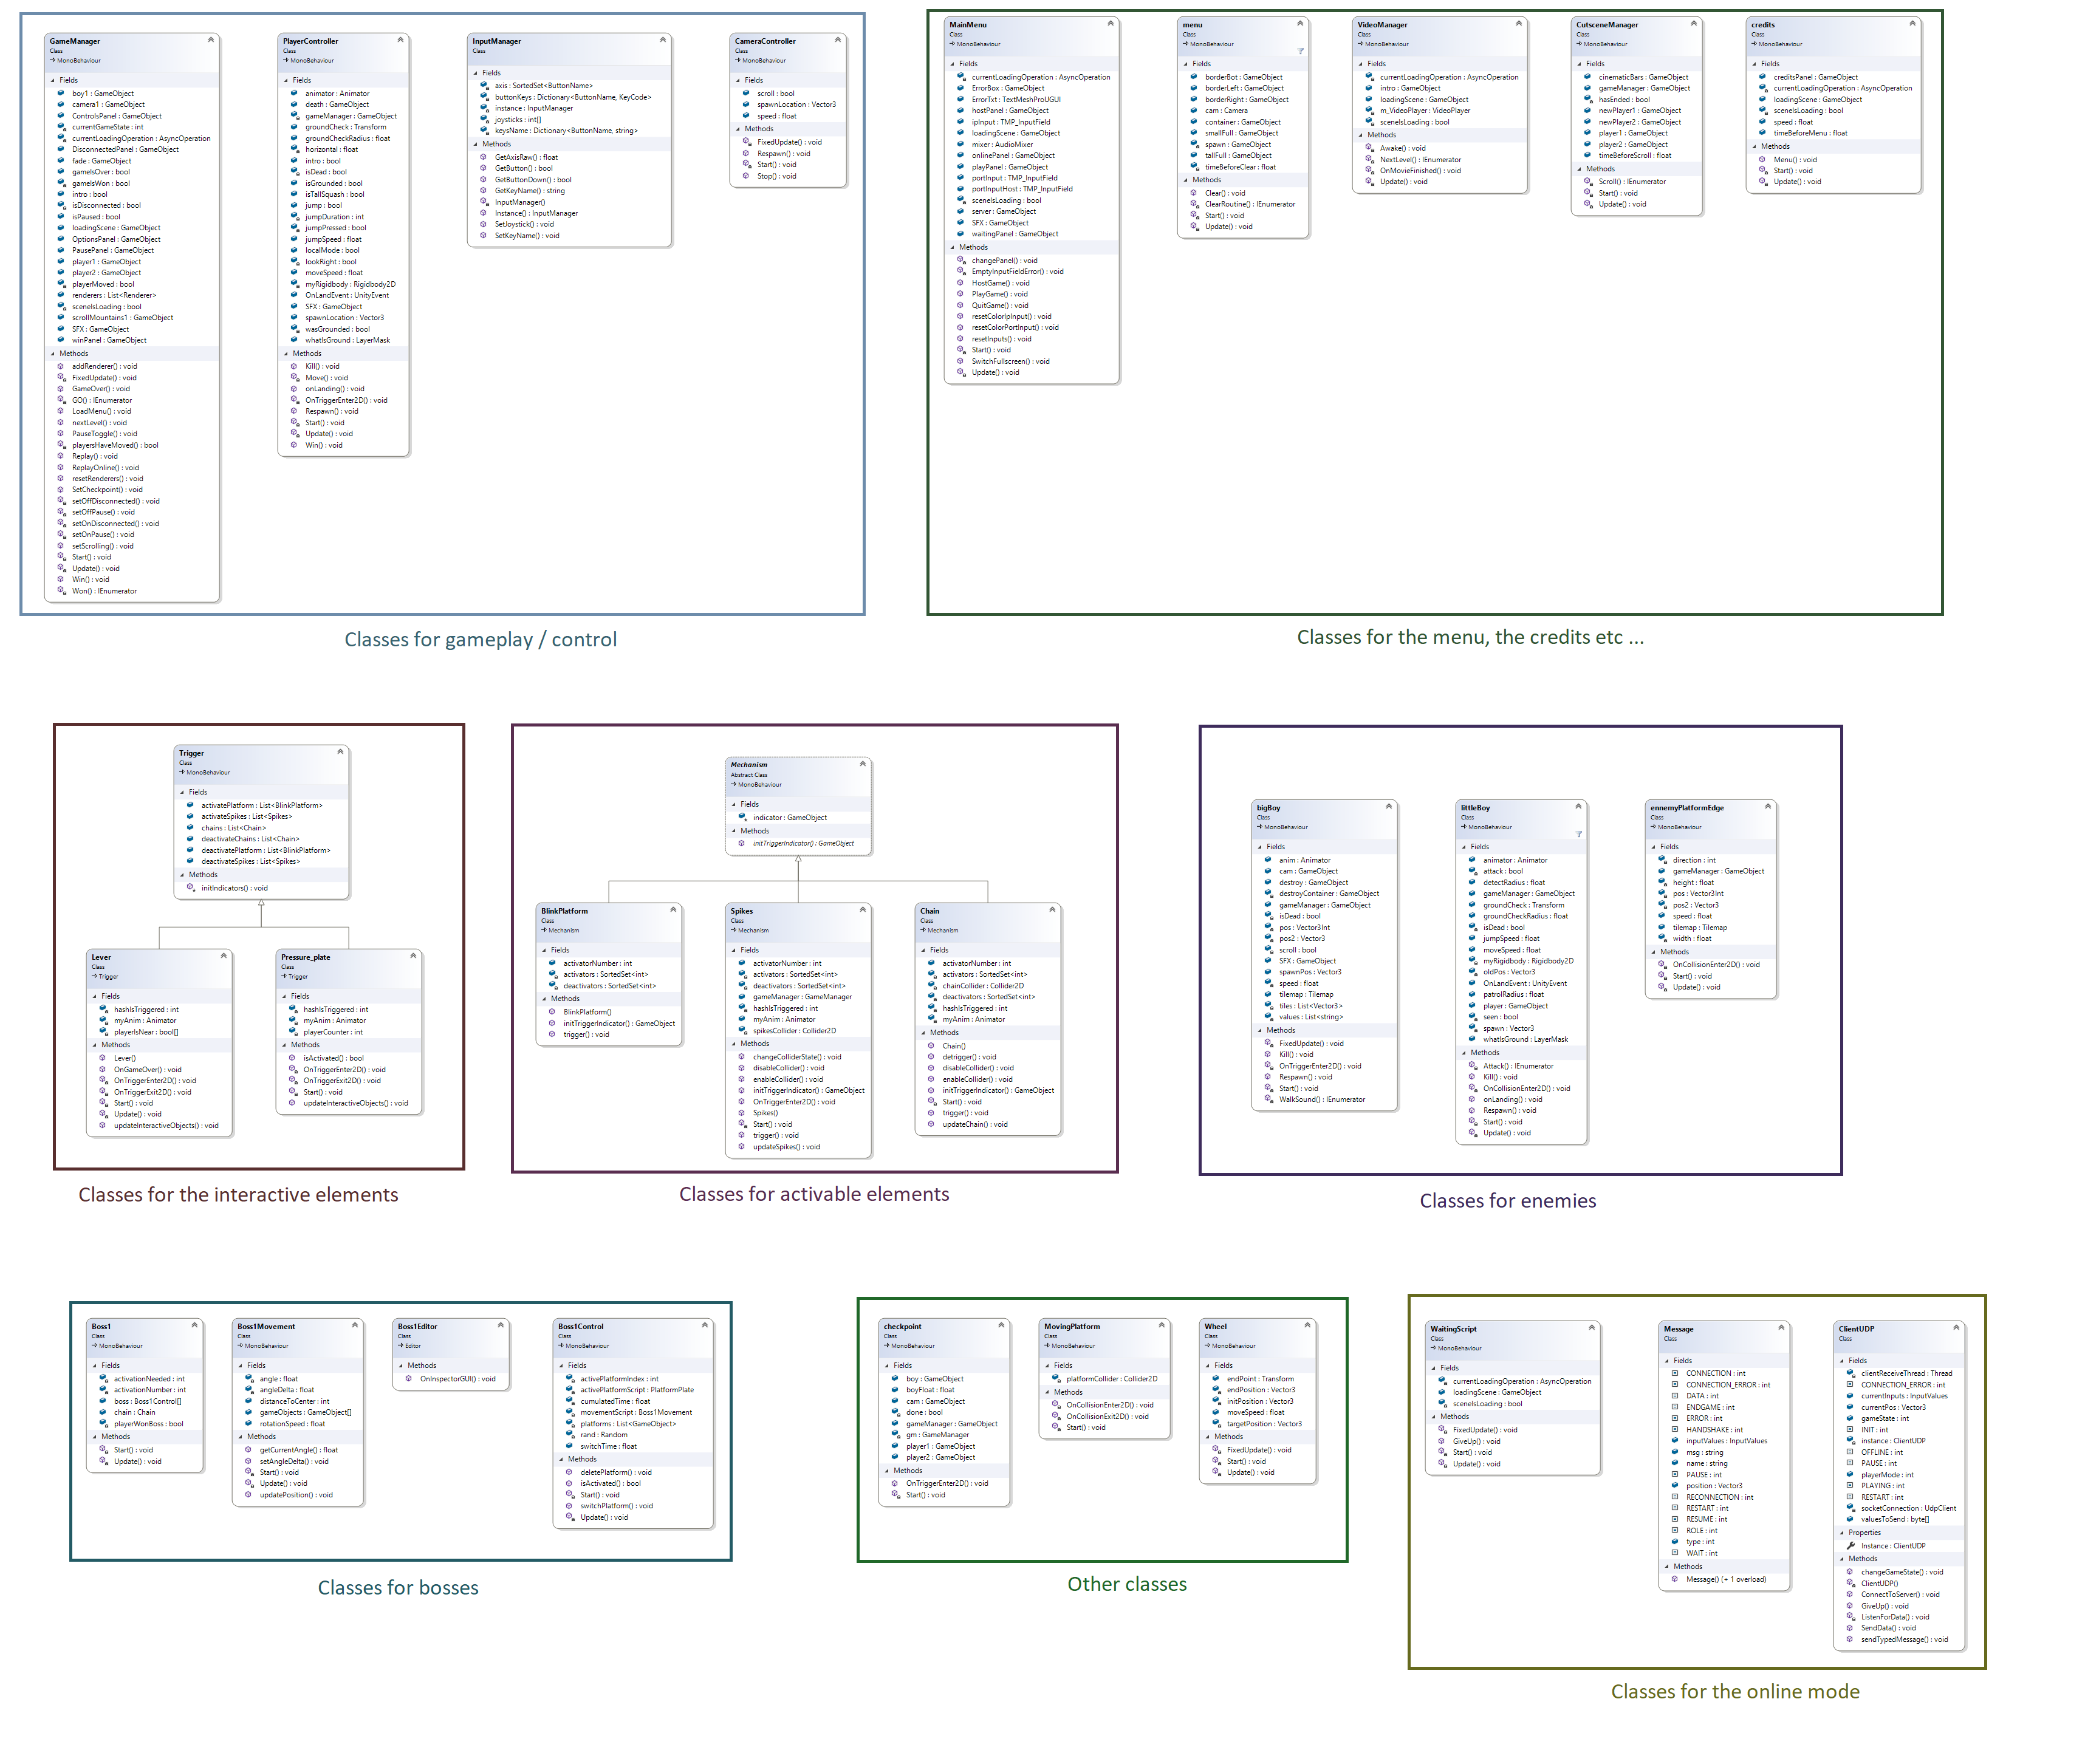 GameManager
Class
MonoBehaviour
Fields
boy1 : GameObject
camera1 : GameObject
ControlsPanel : GameObject
currentGameState : int
currentLoadingOperation : AsyncOperation
DisconnectedPanel : GameObject
fade : GameObject
gameIsOver : bool
gameIsWon : bool
intro : bool
isDisconnected : bool
isPaused : bool
loadingScene : GameObject
OptionsPanel : GameObject
PausePanel : GameObject
player1 : GameObject
player2 : GameObject
playerMoved : bool
renderers : List<Renderer>
sceneIsLoading : bool
scrollMountains1 : GameObject
SFX : GameObject
winPanel : GameObject
Methods
addRenderer() : void
FixedUpdate() : void
GameOver() : void
GO() : IEnumerator
LoadMenu() : void
nextLevel() : void
PauseToggle() : void
playersHaveMoved() : bool
Replay() : void
ReplayOnline() : void
resetRenderers() : void
SetCheckpoint() : void
setOffDisconnected() : void
setOffPause() : void
setOnDisconnected() : void
setOnPause() : void
setScrolling() : void
Start() : void
Update() : void
Win() : void
Won() : IEnumerator
PlayerController
Class
MonoBehaviour
Fields
animator : Animator
death : GameObject
gameManager : GameObject
groundCheck : Transform
groundCheckRadius : float
horizontal : float
intro : bool
isDead : bool
isGrounded : bool
isTallSquash : bool
jump : bool
jumpDuration : int
jumpPressed : bool
jumpSpeed : float
localMode : bool
lookRight : bool
moveSpeed : float
myRigidbody : Rigidbody2D
OnLandEvent : UnityEvent
SFX : GameObject
spawnLocation : Vector3
wasGrounded : bool
whatIsGround : LayerMask
Methods
Kill() : void
Move() : void
onLanding() : void
OnTriggerEnter2D() : void
Respawn() : void
Start() : void
Update() : void
Win() : void
InputManager
Class
Fields
axis : SortedSet<ButtonName>
buttonKeys : Dictionary<ButtonName, KeyCode>
instance : InputManager
joysticks : int[]
keysName : Dictionary<ButtonName, string>
Methods
GetAxisRaw() : float
GetButton() : bool
GetButtonDown() : bool
GetKeyName() : string
InputManager()
Instance() : InputManager
SetJoystick() : void
SetKeyName() : void
CameraController
Class
MonoBehaviour
Fields
scroll : bool
spawnLocation : Vector3
speed : float
Methods
FixedUpdate() : void
Respawn() : void
Start() : void
Stop() : void
Classes for gameplay / control
MainMenu
Class
MonoBehaviour
Fields
currentLoadingOperation : AsyncOperation
ErrorBox : GameObject
ErrorTxt : TextMeshProUGUI
hostPanel : GameObject
ipInput : TMP_InputField
loadingScene : GameObject
mixer : AudioMixer
onlinePanel : GameObject
playPanel : GameObject
portInput : TMP_InputField
portInputHost : TMP_InputField
sceneIsLoading : bool
server : GameObject
SFX : GameObject
waitingPanel : GameObject
Methods
changePanel() : void
EmptyInputFieldError() : void
HostGame() : void
PlayGame() : void
QuitGame() : void
resetColorIpInput() : void
resetColorPortInput() : void
resetInputs() : void
Start() : void
SwitchFullscreen() : void
Update() : void
menu
Class
MonoBehaviour
Fields
borderBot : GameObject
borderLeft : GameObject
borderRight : GameObject
cam : Camera
container : GameObject
smallFull : GameObject
spawn : GameObject
tallFull : GameObject
timeBeforeClear : float
Methods
Clear() : void
ClearRoutine() : IEnumerator
Start() : void
Update() : void
VideoManager
Class
MonoBehaviour
Fields
currentLoadingOperation : AsyncOperation
intro : GameObject
loadingScene : GameObject
m_VideoPlayer : VideoPlayer
sceneIsLoading : bool
Methods
Awake() : void
NextLevel() : IEnumerator
OnMovieFinished() : void
Update() : void
CutsceneManager
Class
MonoBehaviour
Fields
cinematicBars : GameObject
gameManager : GameObject
hasEnded : bool
newPlayer1 : GameObject
newPlayer2 : GameObject
player1 : GameObject
player2 : GameObject
timeBeforeScroll : float
Methods
Scroll() : IEnumerator
Start() : void
Update() : void
credits
Class
MonoBehaviour
Fields
creditsPanel : GameObject
currentLoadingOperation : AsyncOperation
loadingScene : GameObject
sceneIsLoading : bool
speed : float
timeBeforeMenu : float
Methods
Menu() : void
Start() : void
Update() : void
Classes for the menu, the credits etc ...
Trigger
Class
MonoBehaviour
Fields
activatePlatform : List<BlinkPlatform>
activateSpikes : List<Spikes>
chains : List<Chain>
deactivateChains : List<Chain>
deactivatePlatform : List<BlinkPlatform>
deactivateSpikes : List<Spikes>
Methods
initIndicators() : void
Lever
Class
Trigger
Fields
hashIsTriggered : int
myAnim : Animator
playerIsNear : bool[]
Methods
Lever()
OnGameOver() : void
OnTriggerEnter2D() : void
OnTriggerExit2D() : void
Start() : void
Update() : void
updateInteractiveObjects() : void
Pressure_plate
Class
Trigger
Fields
hashIsTriggered : int
myAnim : Animator
playerCounter : int
Methods
isActivated() : bool
OnTriggerEnter2D() : void
OnTriggerExit2D() : void
Start() : void
updateInteractiveObjects() : void
Classes for the interactive elements
Mechanism
Abstract Class
MonoBehaviour
Fields
indicator : GameObject
Methods
initTriggerIndicator() : GameObject
BlinkPlatform
Class
Mechanism
Fields
activatorNumber : int
activators : SortedSet<int>
deactivators : SortedSet<int>
Methods
BlinkPlatform()
initTriggerIndicator() : GameObject
trigger() : void
Spikes
Class
Mechanism
Fields
activatorNumber : int
activators : SortedSet<int>
deactivators : SortedSet<int>
gameManager : GameManager
hashIsTriggered : int
myAnim : Animator
spikesCollider : Collider2D
Methods
changeColliderState() : void
disableCollider() : void
enableCollider() : void
initTriggerIndicator() : GameObject
OnTriggerEnter2D() : void
Spikes()
Start() : void
trigger() : void
updateSpikes() : void
Chain
Class
Mechanism
Fields
activatorNumber : int
activators : SortedSet<int>
chainCollider : Collider2D
deactivators : SortedSet<int>
hashIsTriggered : int
myAnim : Animator
Methods
Chain()
detrigger() : void
disableCollider() : void
enableCollider() : void
initTriggerIndicator() : GameObject
Start() : void
trigger() : void
updateChain() : void
Classes for activable elements
bigBoy
Class
MonoBehaviour
Fields
anim : Animator
cam : GameObject
destroy : GameObject
destroyContainer : GameObject
gameManager : GameObject
isDead : bool
pos : Vector3Int
pos2 : Vector3
scroll : bool
SFX : GameObject
spawnPos : Vector3
speed : float
tilemap : Tilemap
tiles : List<Vector3>
values : List<string>
Methods
FixedUpdate() : void
Kill() : void
OnTriggerEnter2D() : void
Respawn() : void
Start() : void
WalkSound() : IEnumerator
littleBoy
Class
MonoBehaviour
Fields
animator : Animator
attack : bool
detectRadius : float
gameManager : GameObject
groundCheck : Transform
groundCheckRadius : float
isDead : bool
jumpSpeed : float
moveSpeed : float
myRigidbody : Rigidbody2D
oldPos : Vector3
OnLandEvent : UnityEvent
patrolRadius : float
player : GameObject
seen : bool
spawn : Vector3
whatIsGround : LayerMask
Methods
Attack() : IEnumerator
Kill() : void
OnCollisionEnter2D() : void
onLanding() : void
Respawn() : void
Start() : void
Update() : void
ennemyPlatformEdge
Class
MonoBehaviour
Fields
direction : int
gameManager : GameObject
height : float
pos : Vector3Int
pos2 : Vector3
speed : float
tilemap : Tilemap
width : float
Methods
OnCollisionEnter2D() : void
Start() : void
Update() : void
Classes for enemies
Boss1
Class
MonoBehaviour
Fields
activationNeeded : int
activationNumber : int
boss : Boss1Control[]
chain : Chain
playerWonBoss : bool
Methods
Start() : void
Update() : void
Boss1Movement
Class
MonoBehaviour
Fields
angle : float
angleDelta : float
distanceToCenter : int
gameObjects : GameObject[]
rotationSpeed : float
Methods
getCurrentAngle() : float
setAngleDelta() : void
Start() : void
Update() : void
updatePosition() : void
Boss1Editor
Class
Editor
Methods
OnInspectorGUI() : void
Boss1Control
Class
MonoBehaviour
Fields
activePlatformIndex : int
activePlatformScript : PlatformPlate
cumulatedTime : float
movementScript : Boss1Movement
platforms : List<GameObject>
rand : Random
switchTime : float
Methods
deletePlatform() : void
isActivated() : bool
Start() : void
switchPlatform() : void
Update() : void
Classes for bosses
checkpoint
Class
MonoBehaviour
Fields
boy : GameObject
boyFloat : float
cam : GameObject
done : bool
gameManager : GameObject
gm : GameManager
player1 : GameObject
player2 : GameObject
Methods
OnTriggerEnter2D() : void
Start() : void
MovingPlatform
Class
MonoBehaviour
Fields
platformCollider : Collider2D
Methods
OnCollisionEnter2D() : void
OnCollisionExit2D() : void
Start() : void
Wheel
Class
MonoBehaviour
Fields
endPoint : Transform
endPosition : Vector3
initPosition : Vector3
moveSpeed : float
targetPosition : Vector3
Methods
FixedUpdate() : void
Start() : void
Update() : void
Other classes
WaitingScript
Class
MonoBehaviour
Fields
currentLoadingOperation : AsyncOperation
loadingScene : GameObject
sceneIsLoading : bool
Methods
FixedUpdate() : void
GiveUp() : void
Start() : void
Update() : void
Message
Class
Fields
CONNECTION : int
CONNECTION_ERROR : int
DATA : int
ENDGAME : int
ERROR : int
HANDSHAKE : int
inputValues : InputValues
msg : string
name : string
PAUSE : int
position : Vector3
RECONNECTION : int
RESTART : int
RESUME : int
ROLE : int
type : int
WAIT : int
Methods
Message() (+ 1 overload)
ClientUDP
Class
Fields
clientReceiveThread : Thread
CONNECTION_ERROR : int
currentInputs : InputValues
currentPos : Vector3
gameState : int
INIT : int
instance : ClientUDP
OFFLINE : int
PAUSE : int
playerMode : int
PLAYING : int
RESTART : int
socketConnection : UdpClient
valuesToSend : byte[]
Properties
Instance : ClientUDP
Methods
changeGameState() : void
ClientUDP()
ConnectToServer() : void
GiveUp() : void
ListenForData() : void
SendData() : void
sendTypedMessage() : void
Classes for the online mode